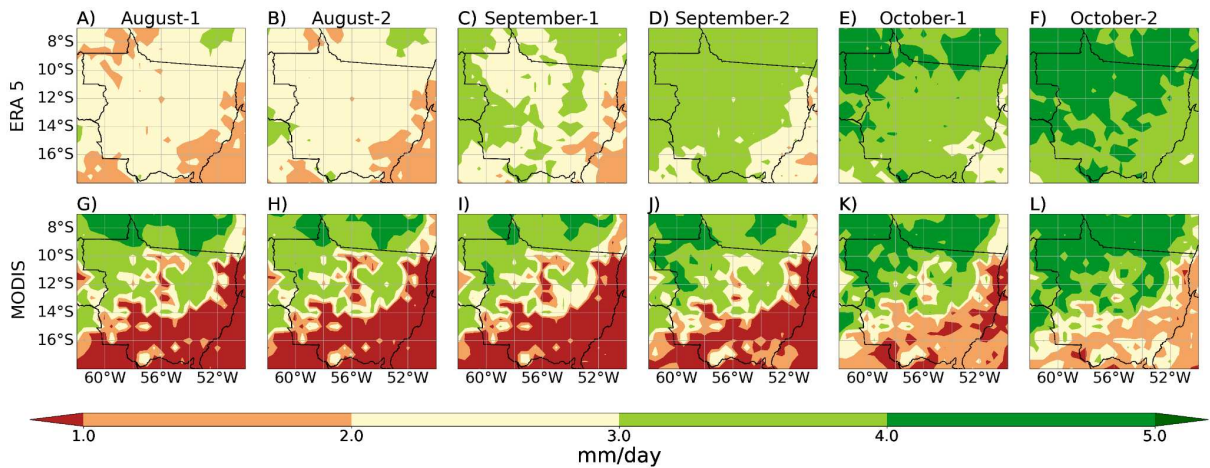 A) August-1 B) August-2 C) September-1 D) September-2 E) October-1 F) October-2
8°S
10°S
12°S
14°S
16°S
ERA 5
G) H) I) J) K) L)
8°S
10°S
12°S
14°S
16°S
MODIS
60°W 56°W 52°W 60°W 56°W 52°W 60°W 56°W 52°W 60°W 56°W 52°W 60°W 56°W 52°W 60°W 56°W 52°W
1.0 2.0 3.0 4.0 5.0
mm/day